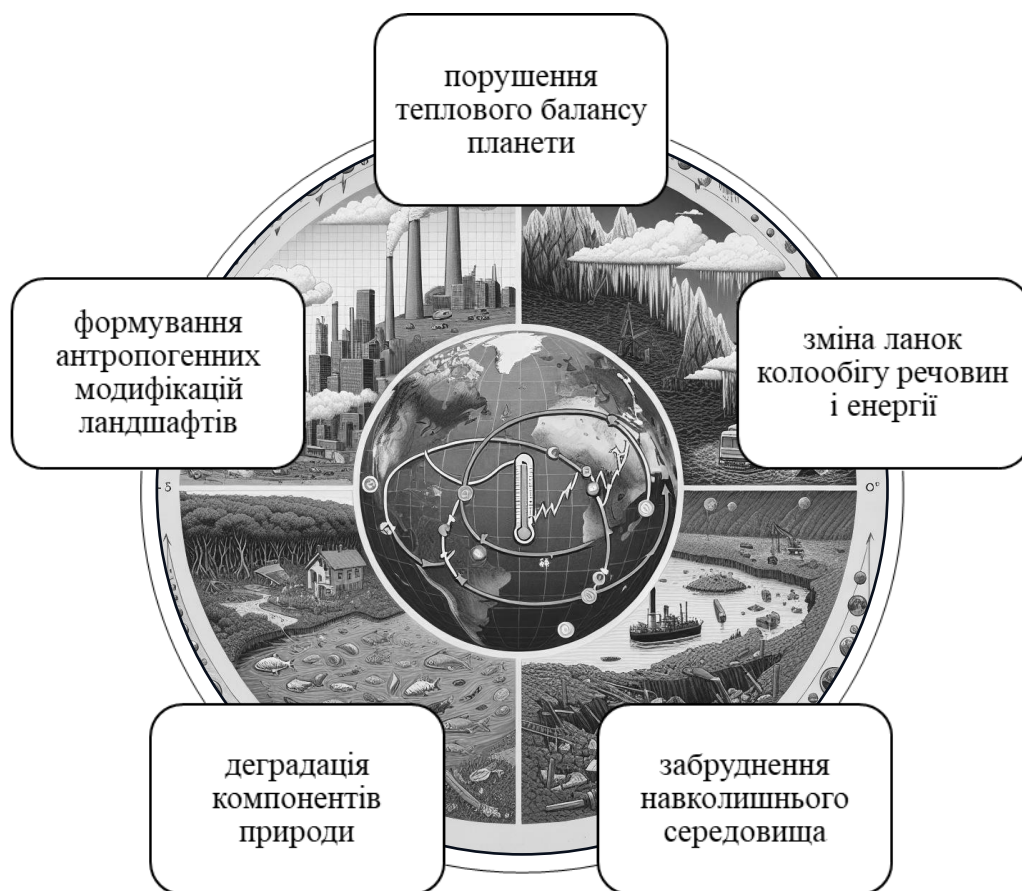 порушення
теплового балансу
планети
формування
антропогенних
модифікацій
ландшафтів
зміна ланок
колообігу речовин
і енергії
деградація
компонентів
природи
забруднення
навколишнього
середовища